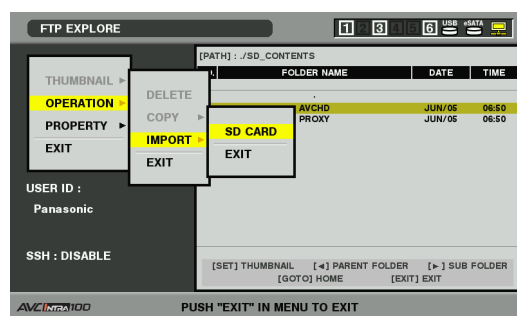 FTP EXPLORE
1 2 3 4 5 6 USB eSATA
[PATH] : ./SD_CONTENTS
FOLDER NAME DATE TIME
.
AVCHD JUN/05 06:50
PROXY JUN/05 06:50
THUMBNAIL ▶
OPERATION ▶
PROPERTY ▶
EXIT
DELETE
COPY ▶
IMPORT ▶
EXIT
SD CARD
EXIT
USER ID :
Panasonic
SSH : DISABLE
[SET] THUMBNAIL [◀] PARENT FOLDER [▶] SUB FOLDER
[GOTO] HOME [EXIT] EXIT
AVC INTRA 100 PUSH "EXIT" IN MENU TO EXIT